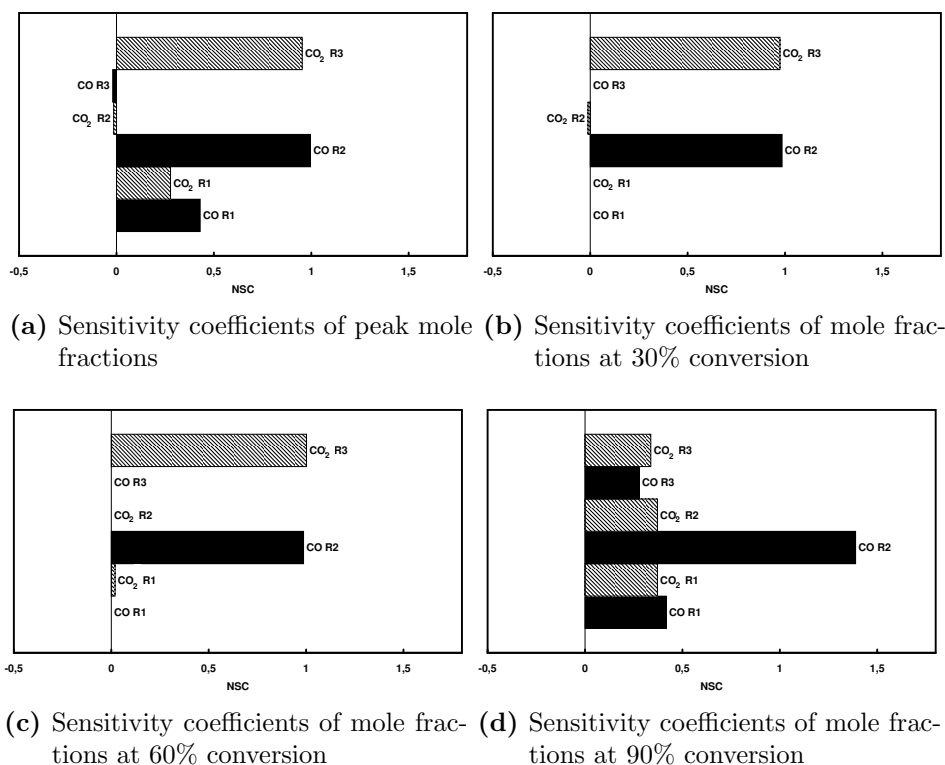 CO₂ R3
CO R3
CO₂ R2
CO R2
CO₂ R1
CO R1
-0,5 0 0,5 1 1,5
NSC
(a) Sensitivity coefficients of peak mole
fractions
CO₂ R3
CO R3
CO₂ R2
CO R2
CO₂ R1
CO R1
-0,5 0 0,5 1 1,5
NSC
(b) Sensitivity coefficients of mole frac-
tions at 30% conversion
CO₂ R3
CO R3
CO₂ R2
CO R2
CO₂ R1
CO R1
-0,5 0 0,5 1 1,5
NSC
(c) Sensitivity coefficients of mole frac-
tions at 60% conversion
CO₂ R3
CO R3
CO₂ R2
CO R2
CO₂ R1
CO R1
-0,5 0 0,5 1 1,5
NSC
(d) Sensitivity coefficients of mole frac-
tions at 90% conversion